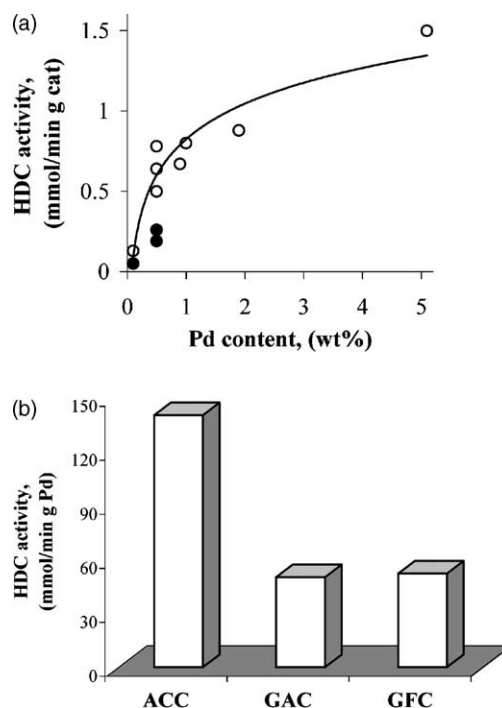 (a)
HDC activity,
(mmol/min g cat)
1.5
1
0.5
0
0 1 2 3 4 5
Pd content, (wt%)
(b)
HDC activity,
(mmol/min g Pd)
150
120
90
60
30
0
ACC GAC GFC